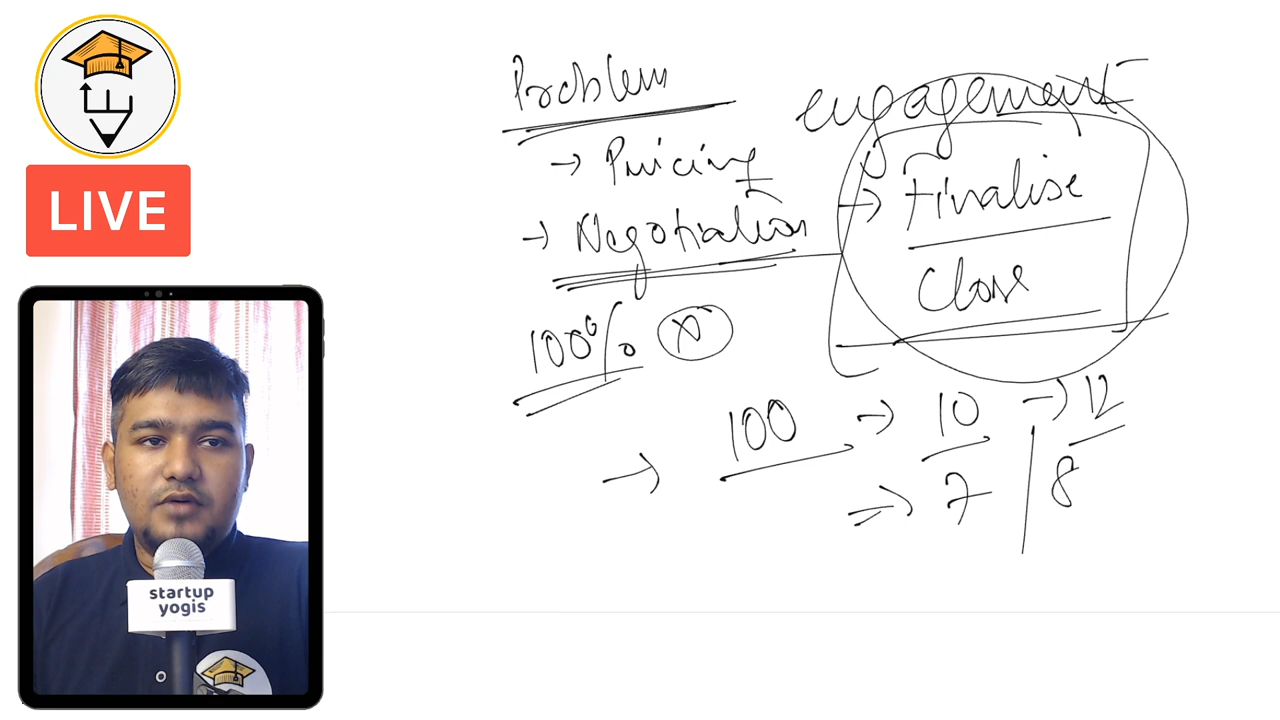 LIVE
startup
yogis
Problem
→ Pricing
→ Negotiation
100% X
engagement
→ Finalise
Close
→ 100 → 10 → 12
⇒ 7 | 8